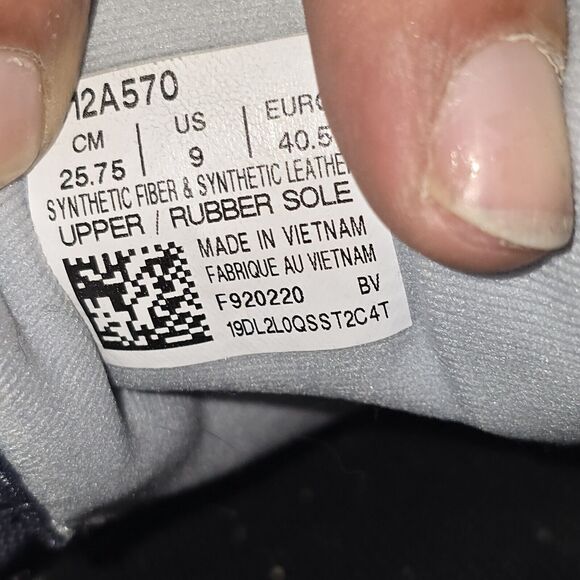 12A570
CM US EURO
25.75 9 40.5
SYNTHETIC FIBER & SYNTHETIC LEATHER
UPPER / RUBBER SOLE
MADE IN VIETNAM
FABRIQUE AU VIETNAM
F920220 BV
19DL2L0QSST2C4T